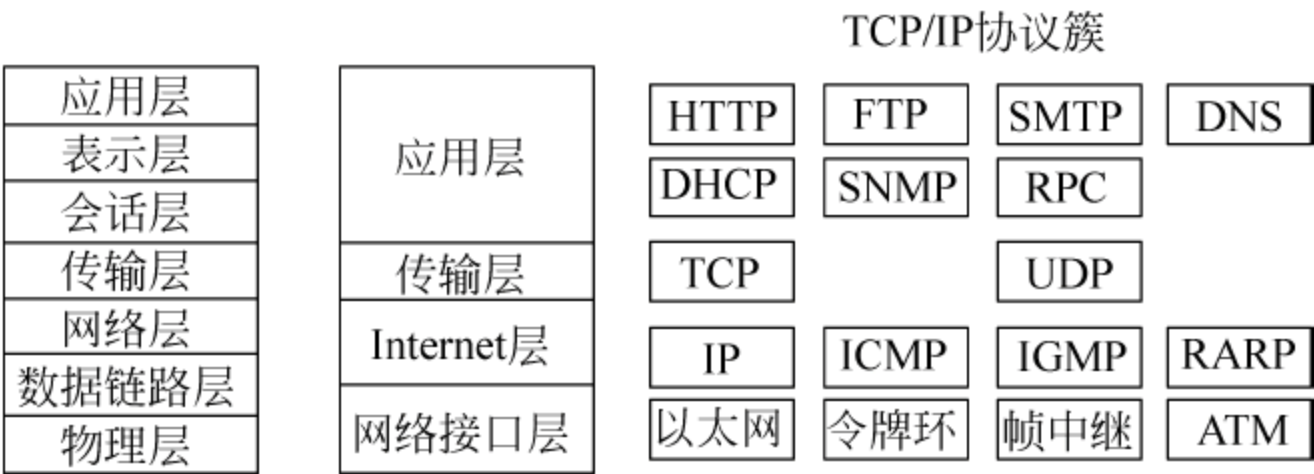 TCP/IP协议簇
应用层
表示层
会话层
传输层
网络层
数据链路层
物理层
应用层
传输层
Internet层
网络接口层
HTTP FTP SMTP DNS
DHCP SNMP RPC
TCP UDP
IP ICMP IGMP RARP
以太网 令牌环 帧中继 ATM